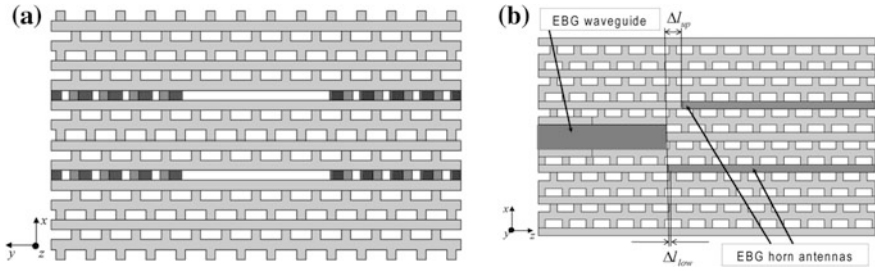 (a)
x
y
z
(b)
EBG waveguide
Δl_up
x
y
z
Δl_low
EBG horn antennas